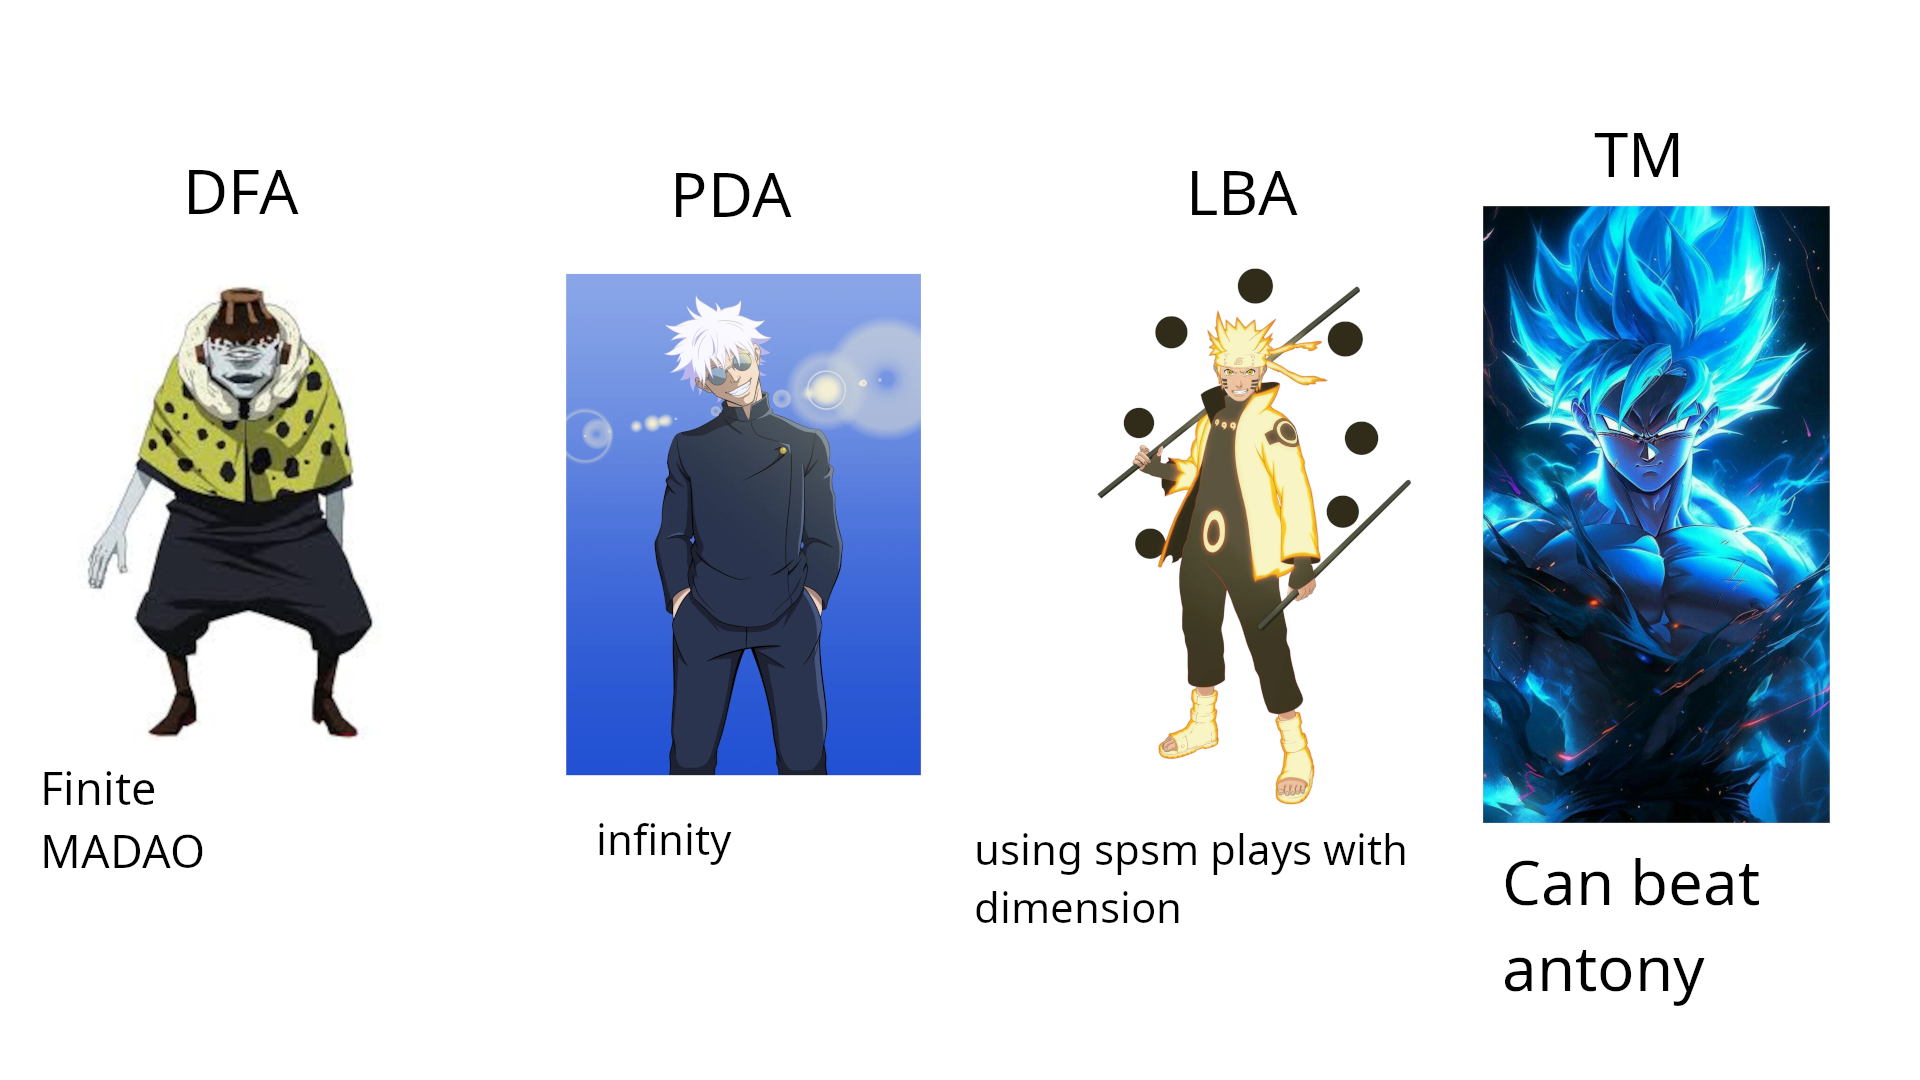 DFA
PDA
LBA
TM
Finite
MADAO
infinity
using spsm plays with
dimension
Can beat
antony